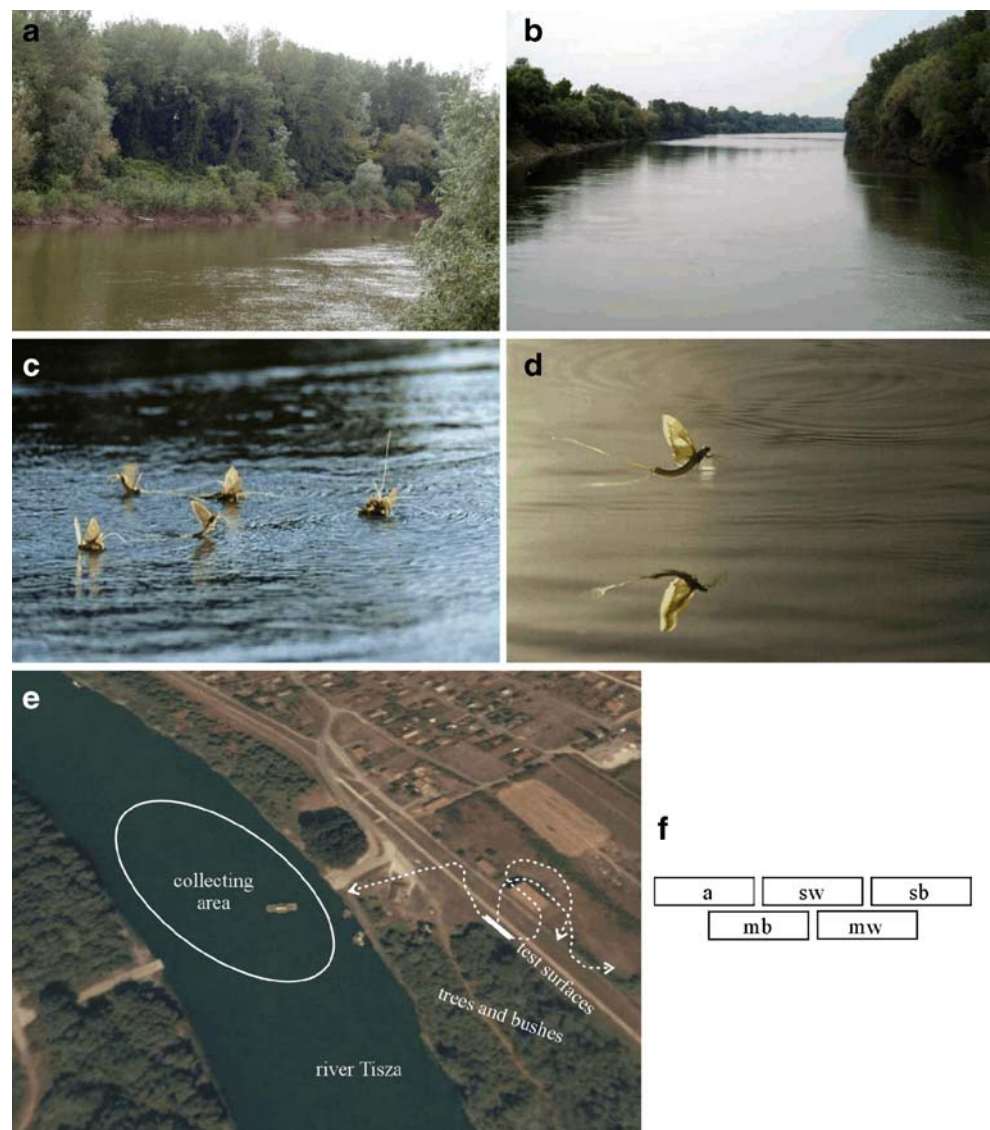 a
b
c
d
e
collecting
area
test surfaces
trees and bushes
river Tisza
f
a sw sb
mb mw